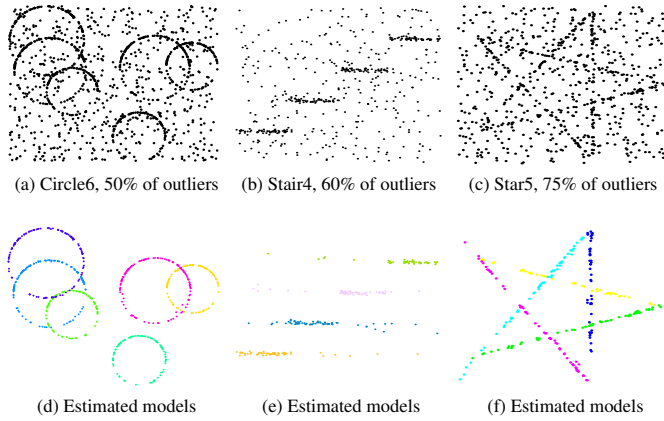 (a) Circle6, 50% of outliers
(b) Stair4, 60% of outliers
(c) Star5, 75% of outliers
(d) Estimated models
(e) Estimated models
(f) Estimated models